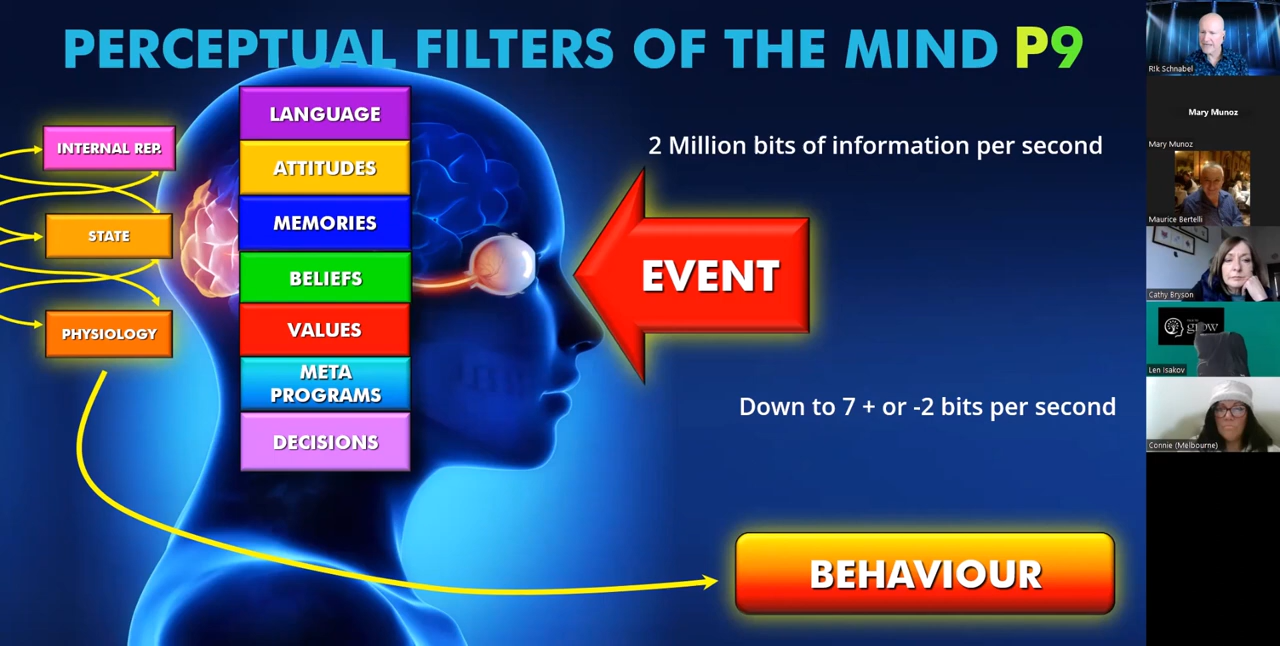 PERCEPTUAL FILTERS OF THE MIND P9
LANGUAGE
ATTITUDES
MEMORIES
BELIEFS
VALUES
META
PROGRAMS
DECISIONS
INTERNAL REP.
STATE
PHYSIOLOGY
2 Million bits of information per second
EVENT
Down to 7 + or -2 bits per second
BEHAVIOUR
Rik Schnabel
Mary Munoz
Mary Munoz
Maurice Bertelli
Cathy Bryson
Len Isakov
Connie (Melbourne)